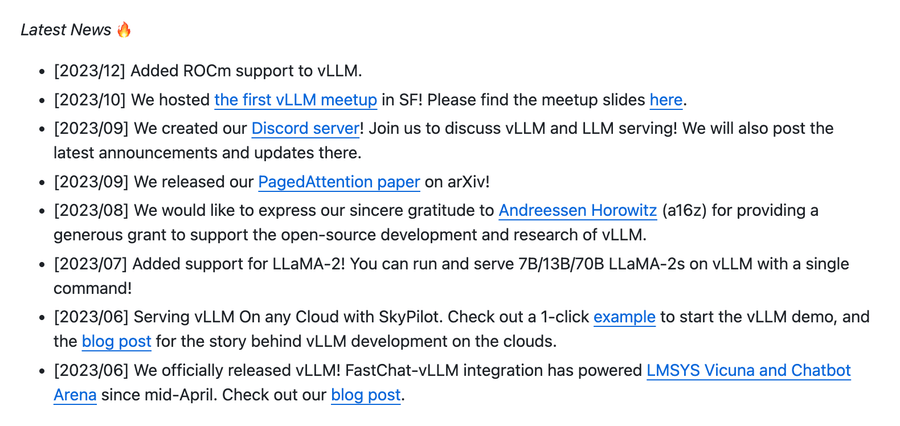 Latest News 🔥
• [2023/12] Added ROCm support to vLLM.
• [2023/10] We hosted the first vLLM meetup in SF! Please find the meetup slides here.
• [2023/09] We created our Discord server! Join us to discuss vLLM and LLM serving! We will also post the
latest announcements and updates there.
• [2023/09] We released our PagedAttention paper on arXiv!
• [2023/08] We would like to express our sincere gratitude to Andreessen Horowitz (a16z) for providing a
generous grant to support the open-source development and research of vLLM.
• [2023/07] Added support for LLaMA-2! You can run and serve 7B/13B/70B LLaMA-2s on vLLM with a single
command!
• [2023/06] Serving vLLM On any Cloud with SkyPilot. Check out a 1-click example to start the vLLM demo, and
the blog post for the story behind vLLM development on the clouds.
• [2023/06] We officially released vLLM! FastChat-vLLM integration has powered LMSYS Vicuna and Chatbot
Arena since mid-April. Check out our blog post.